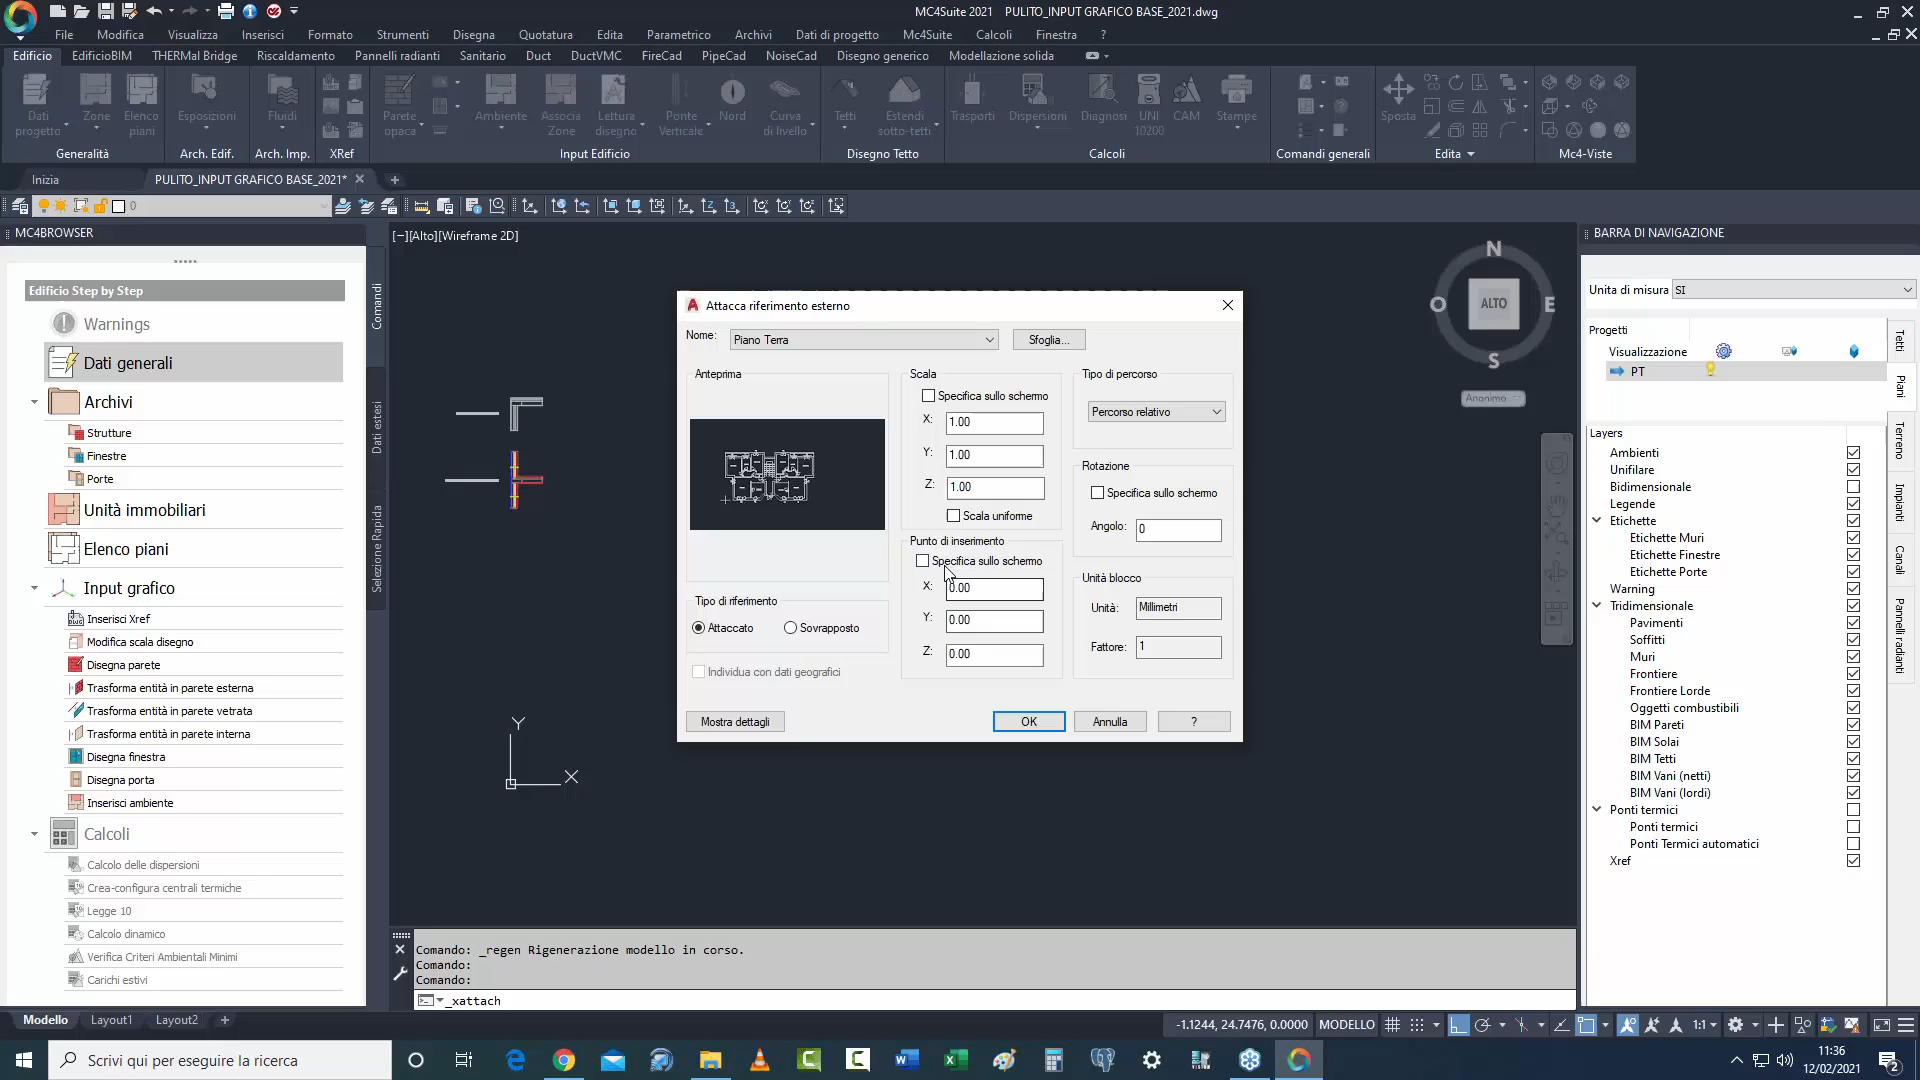 MC4Suite 2021 PULITO_INPUT GRAFICO BASE_2021.dwg
File Modifica Visualizza Inserisci Formato Strumenti Disegna Quotatura Edita Parametrico Archivi Dati di progetto Mc4Suite Calcoli Finestra ?
Edificio EdificioBIM THERMal Bridge Riscaldamento Pannelli radianti Sanitario Duct DuctVMC FireCad PipeCad NoiseCad Disegno generico Modellazione solida
Dati progetto Zone Elenco piani Esposizioni Fluidi Parete opaca Ambiente Associa Zone Lettura disegno Ponte Verticale Nord Curva di livello Tetti Estendi sotto-tetti Trasporti Dispersioni Diagnosi UNI 10200 CAM Stampe Sposta
Generalità Arch. Edif. Arch. Imp. XRef Input Edificio Disegno Tetto Calcoli Comandi generali Edita Mc4-Viste
Inizia PULITO_INPUT GRAFICO BASE_2021*
0
MC4BROWSER
[−][Alto][Wireframe 2D]
BARRA DI NAVIGAZIONE
Edificio Step by Step
Warnings
Dati generali
Archivi
Strutture
Finestre
Porte
Unità immobiliari
Elenco piani
Input grafico
Inserisci Xref
Modifica scala disegno
Disegna parete
Trasforma entità in parete esterna
Trasforma entità in parete vetrata
Trasforma entità in parete interna
Disegna finestra
Disegna porta
Inserisci ambiente
Calcoli
Calcolo delle dispersioni
Crea-configura centrali termiche
Legge 10
Calcolo dinamico
Verifica Criteri Ambientali Minimi
Carichi estivi
Comandi
Dati estesi
Selezione Rapida
Y
X
Attacca riferimento esterno
Nome: Piano Terra Sfoglia...
Anteprima
Scala
Specifica sullo schermo
X: 1.00
Y: 1.00
Z: 1.00
Scala uniforme
Tipo di percorso
Percorso relativo
Rotazione
Specifica sullo schermo
Angolo: 0
Punto di inserimento
Specifica sullo schermo
X: 0.00
Y: 0.00
Z: 0.00
Unità blocco
Unità: Millimetri
Fattore: 1
Tipo di riferimento
Attaccato Sovrapposto
Individua con dati geografici
Mostra dettagli OK Annulla ?
N
O ALTO E
S
Anonimo
Unita di misura SI
Progetti
Visualizzazione
PT
Layers
Ambienti
Unifilare
Bidimensionale
Legende
Etichette
Etichette Muri
Etichette Finestre
Etichette Porte
Warning
Tridimensionale
Pavimenti
Soffitti
Muri
Frontiere
Frontiere Lorde
Oggetti combustibili
BIM Pareti
BIM Solai
BIM Tetti
BIM Vani (netti)
BIM Vani (lordi)
Ponti termici
Ponti termici
Ponti Termici automatici
Xref
Tetti
Piani
Terreno
Impianti
Canali
Pannelli radianti
Comando: _regen Rigenerazione modello in corso.
Comando:
Comando:
_xattach
Modello Layout1 Layout2 +
-1.1244, 24.7476, 0.0000 MODELLO 1:1
Scrivi qui per eseguire la ricerca
11:36
12/02/2021
2